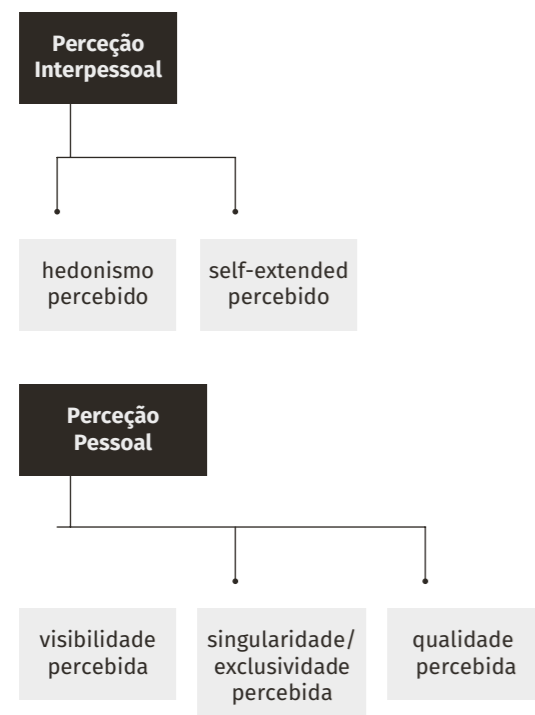 Perceção
Interpessoal
hedonismo
percebido
self-extended
percebido
Perceção
Pessoal
visibilidade
percebida
singularidade/
exclusividade
percebida
qualidade
percebida